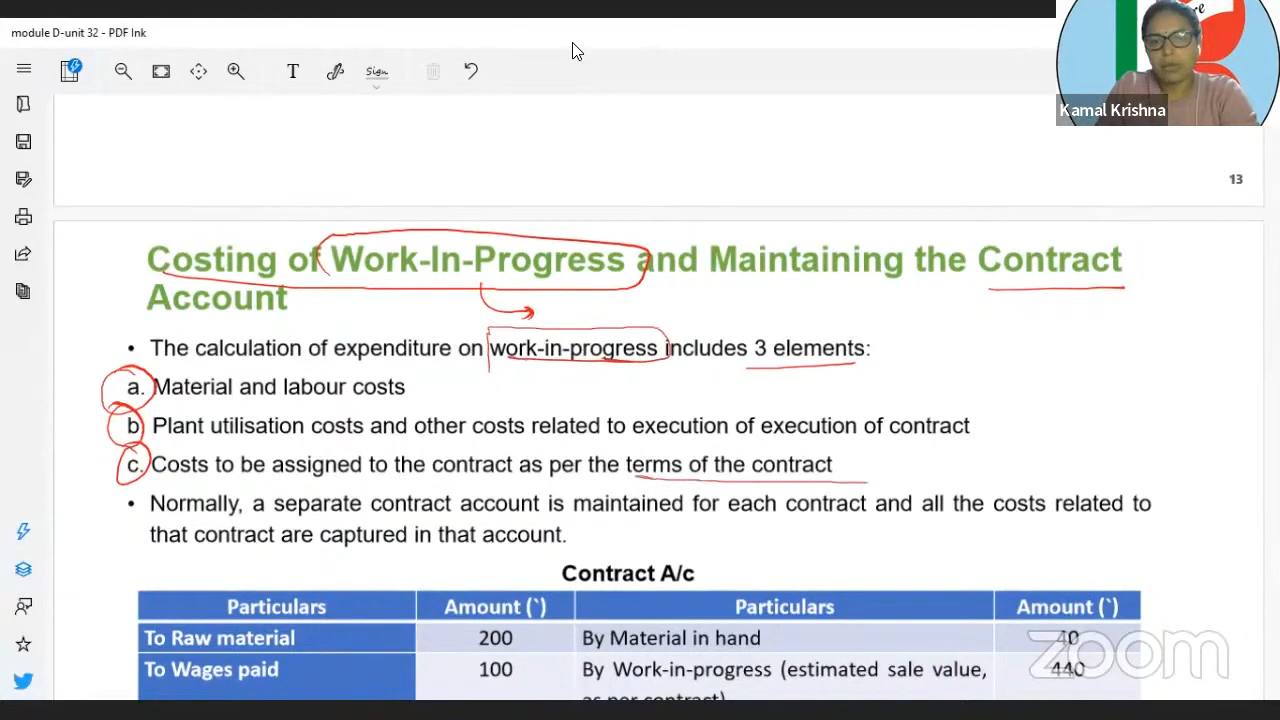 module D-unit 32 - PDF Ink
T
Sign
Kamal Krishna
13
Costing of Work-In-Progress and Maintaining the Contract
Account
• The calculation of expenditure on work-in-progress includes 3 elements:
a. Material and labour costs
b. Plant utilisation costs and other costs related to execution of execution of contract
c. Costs to be assigned to the contract as per the terms of the contract
• Normally, a separate contract account is maintained for each contract and all the costs related to
that contract are captured in that account.
Contract A/c
Particulars Amount (`) Particulars Amount (`)
To Raw material 200 By Material in hand 40
To Wages paid 100 By Work-in-progress (estimated sale value, 440
as per contract)
zoom